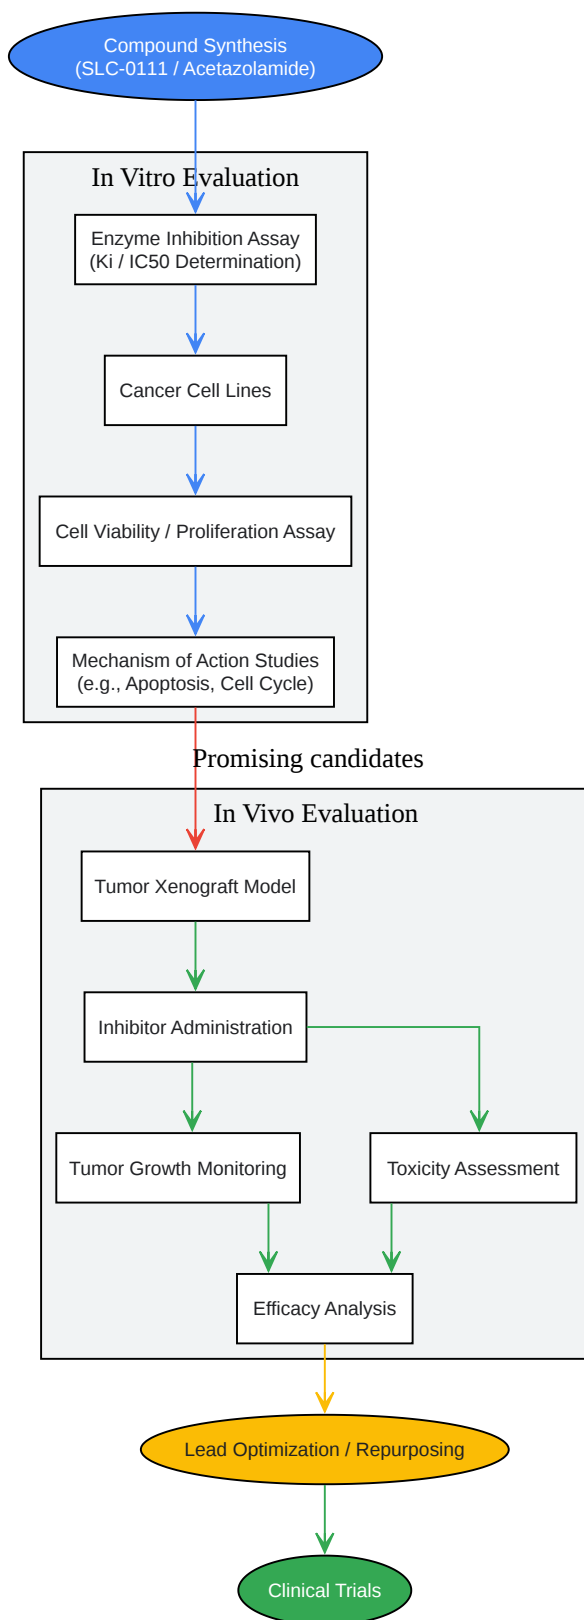 Compound Synthesis
(SLC-0111 / Acetazolamide)
In Vitro Evaluation
Enzyme Inhibition Assay
(Ki / IC50 Determination)
Cancer Cell Lines
Cell Viability / Proliferation Assay
Mechanism of Action Studies
(e.g., Apoptosis, Cell Cycle)
Promising candidates
In Vivo Evaluation
Tumor Xenograft Model
Inhibitor Administration
Tumor Growth Monitoring
Toxicity Assessment
Efficacy Analysis
Lead Optimization / Repurposing
Clinical Trials